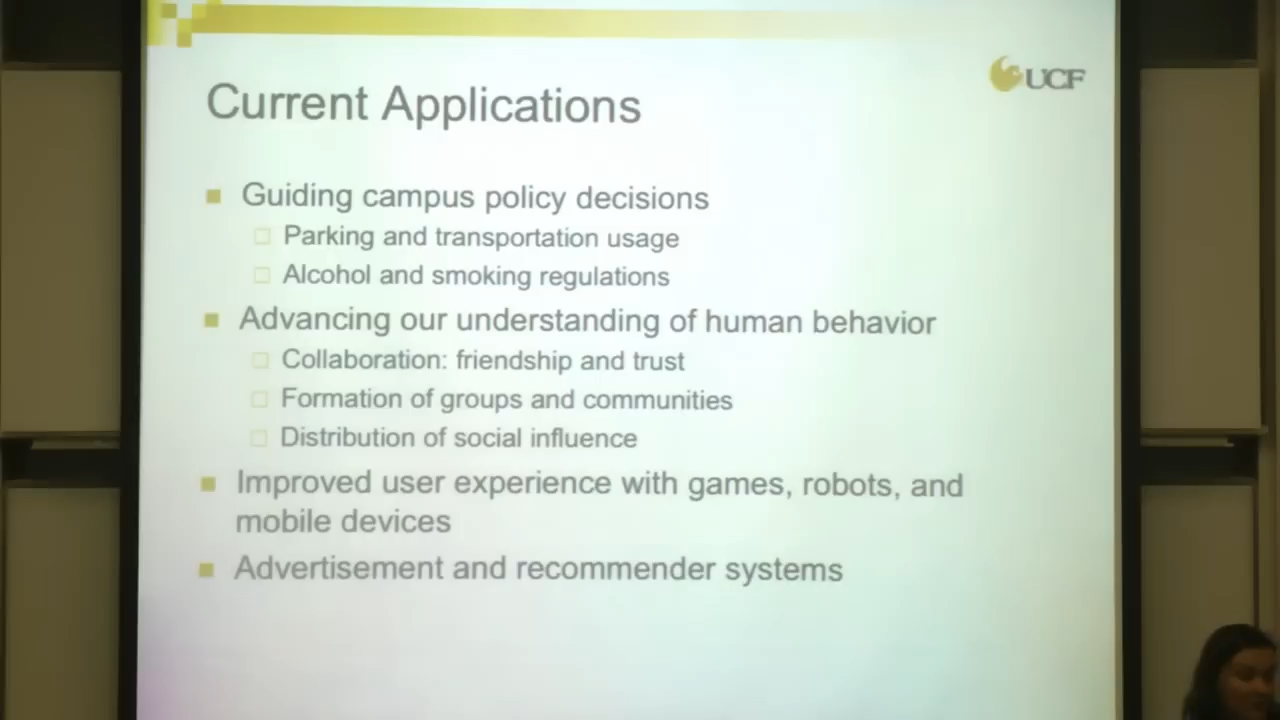 UCF
Current Applications
Guiding campus policy decisions
Parking and transportation usage
Alcohol and smoking regulations
Advancing our understanding of human behavior
Collaboration: friendship and trust
Formation of groups and communities
Distribution of social influence
Improved user experience with games, robots, and
mobile devices
Advertisement and recommender systems